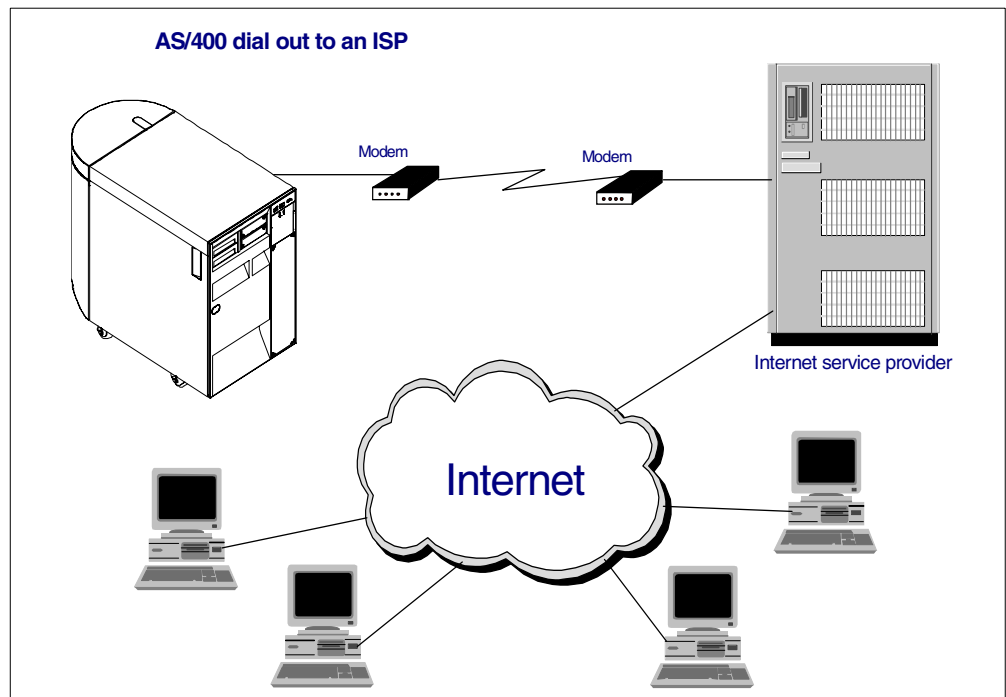 AS/400 dial out to an ISP
Modem
Modem
Internet service provider
Internet